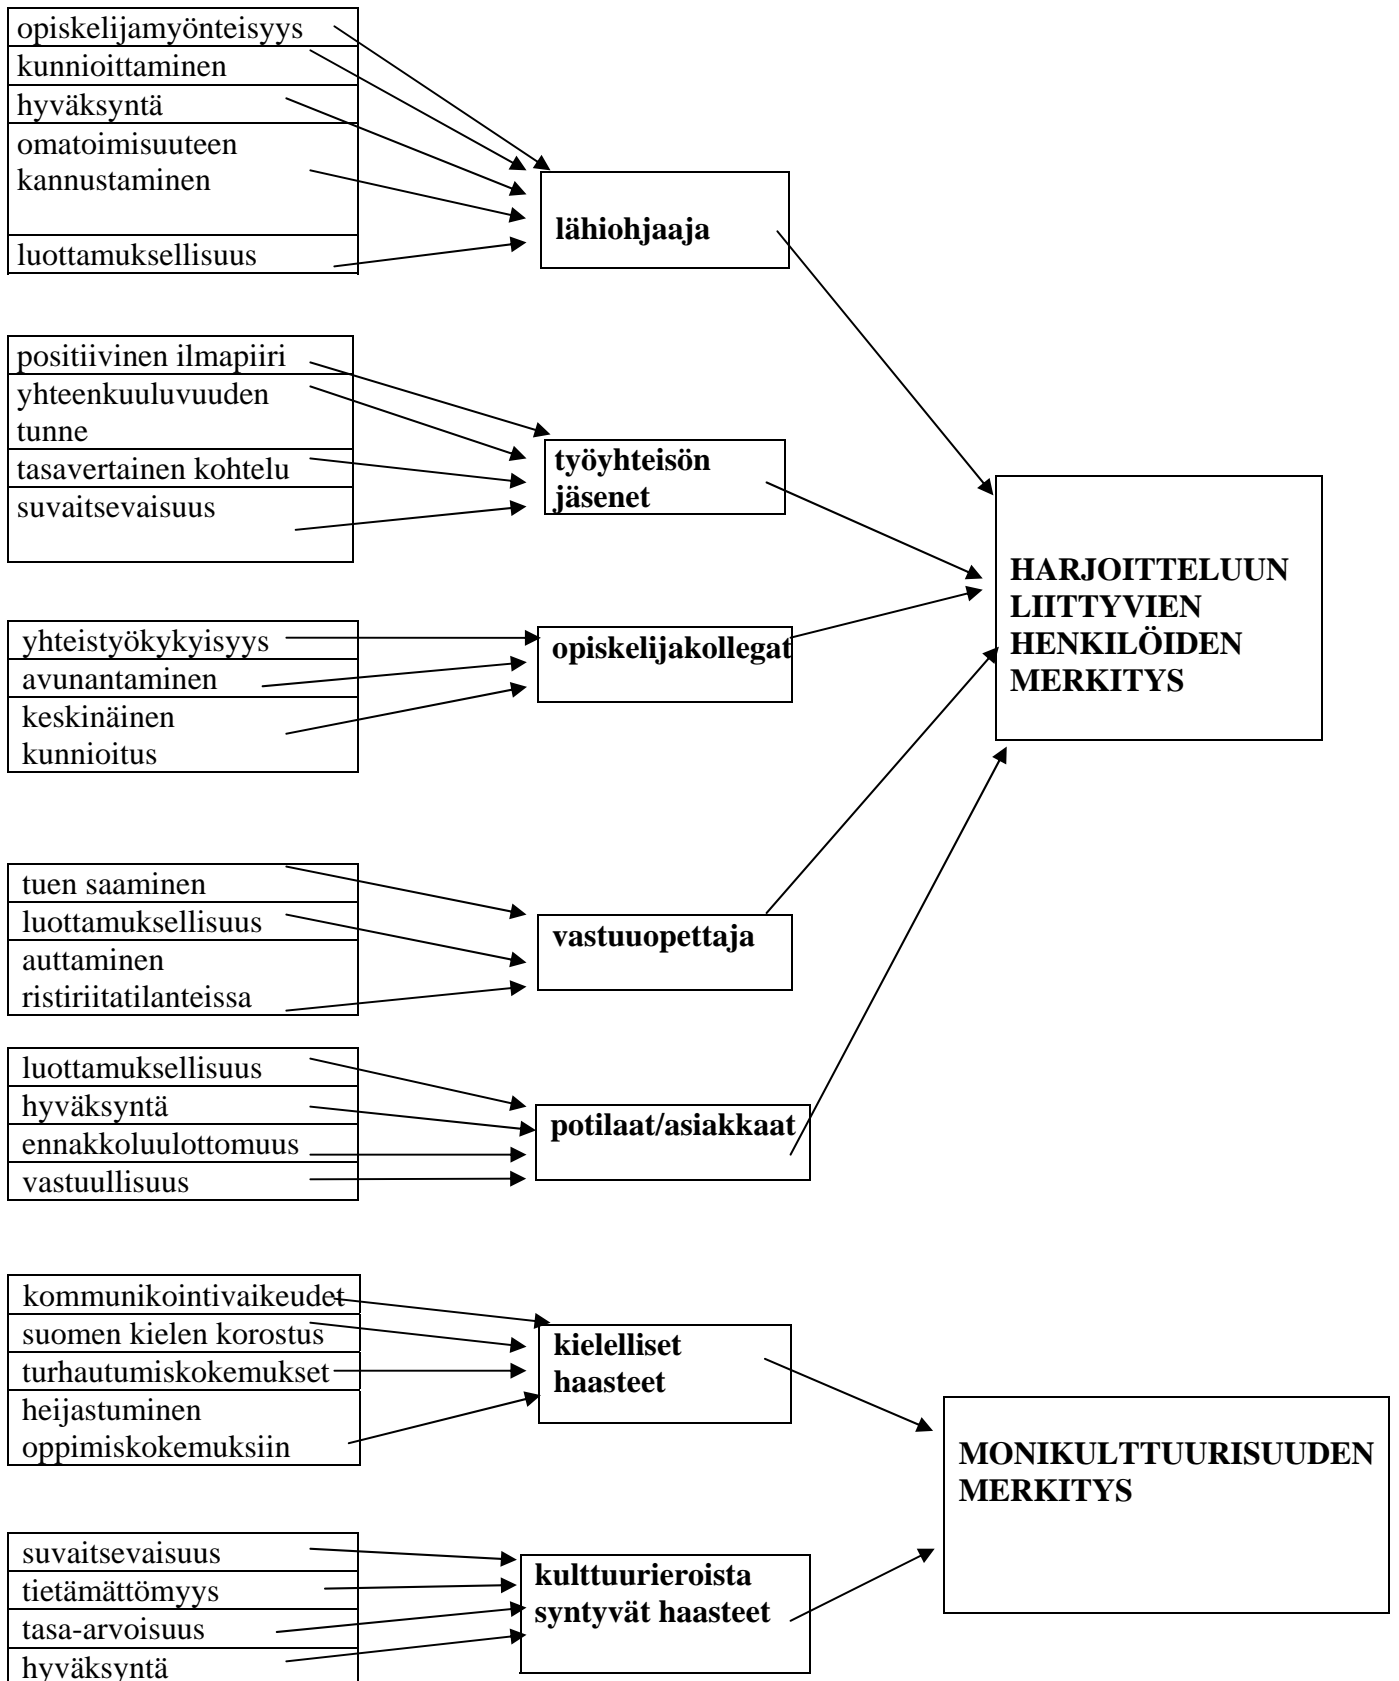 opiskelijamyönteisyys
kunnioittaminen
hyväksyntä
omatoimisuuteen
kannustaminen
luottamuksellisuus
lähiohjaaja
positiivinen ilmapiiri
yhteenkuuluvuuden
tunne
tasavertainen kohtelu
suvaitsevaisuus
työyhteisön
jäsenet
HARJOITTELUUN
LIITTYVIEN
HENKILÖIDEN
MERKITYS
yhteistyökykyisyys
avunantaminen
keskinäinen
kunnioitus
opiskelijakollegat
tuen saaminen
luottamuksellisuus
auttaminen
ristiriitatilanteissa
vastuuopettaja
luottamuksellisuus
hyväksyntä
ennakkoluulottomuus
vastuullisuus
potilaat/asiakkaat
kommunikointivaikeudet
suomen kielen korostus
turhautumiskokemukset
heijastuminen
oppimiskokemuksiin
kielelliset
haasteet
MONIKULTTUURISUUDEN
MERKITYS
suvaitsevaisuus
tietämättömyys
tasa-arvoisuus
hyväksyntä
kulttuurieroista
syntyvät haasteet